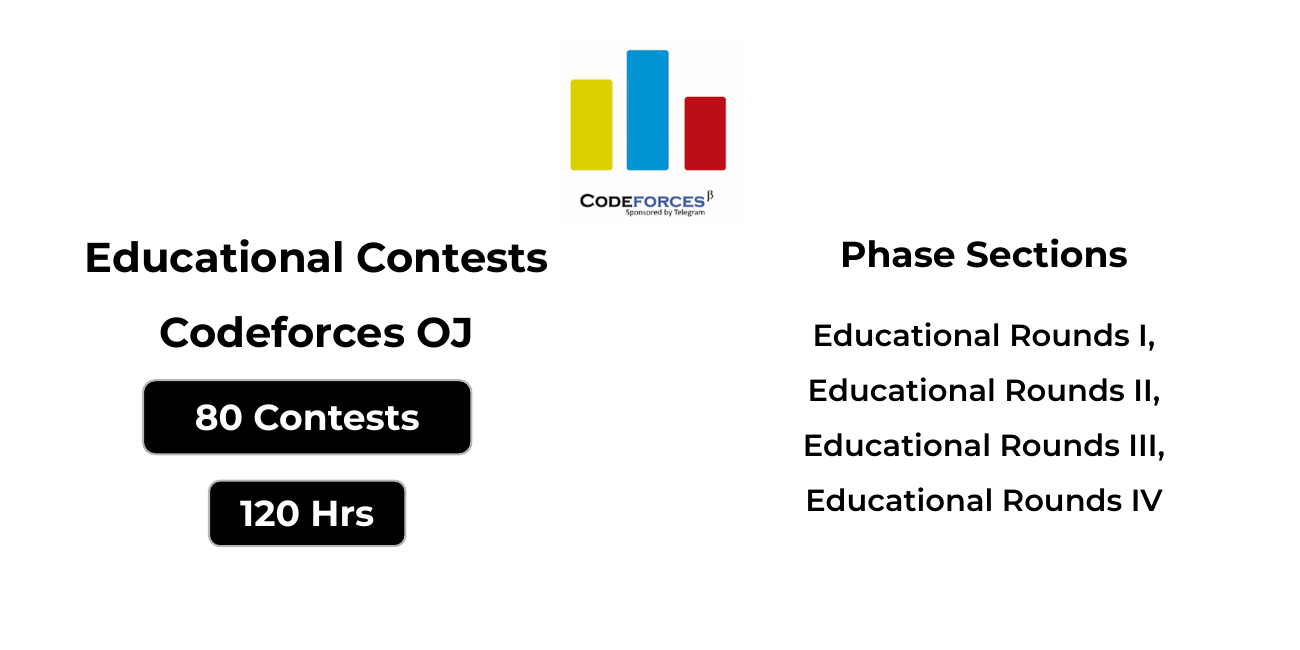 CODEFORCES β
Sponsored by Telegram
Educational Contests
Codeforces OJ
80 Contests
120 Hrs
Phase Sections
Educational Rounds I,
Educational Rounds II,
Educational Rounds III,
Educational Rounds IV